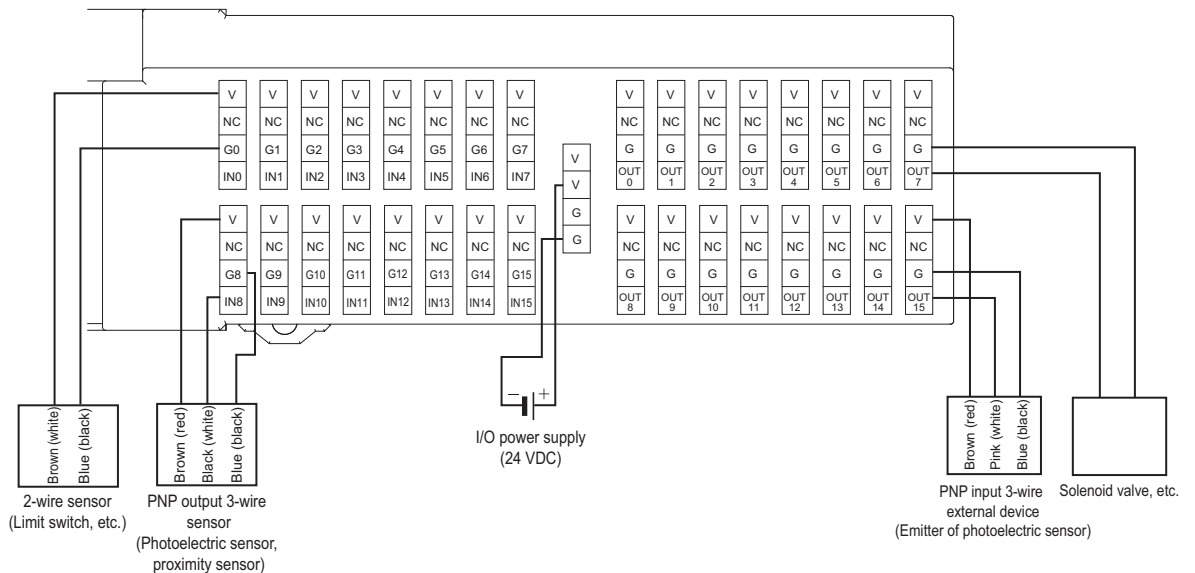 V V V V V V V V V V V V V V V V
NC NC NC NC NC NC NC NC NC NC NC NC NC NC NC NC
G0 G1 G2 G3 G4 G5 G6 G7 G G G G G G G G
IN0 IN1 IN2 IN3 IN4 IN5 IN6 IN7 OUT 0 OUT 1 OUT 2 OUT 3 OUT 4 OUT 5 OUT 6 OUT 7
V
V
G
G
V V V V V V V V V V V V V V V V
NC NC NC NC NC NC NC NC NC NC NC NC NC NC NC NC
G8 G9 G10 G11 G12 G13 G14 G15 G G G G G G G G
IN8 IN9 IN10 IN11 IN12 IN13 IN14 IN15 OUT 8 OUT 9 OUT 10 OUT 11 OUT 12 OUT 13 OUT 14 OUT 15
Brown (white)
Blue (black)
2-wire sensor
(Limit switch, etc.)
Brown (red)
Black (white)
Blue (black)
PNP output 3-wire
sensor
(Photoelectric sensor,
proximity sensor)
− +
I/O power supply
(24 VDC)
Brown (red)
Pink (white)
Blue (black)
PNP input 3-wire
external device
(Emitter of photoelectric sensor)
Solenoid valve, etc.